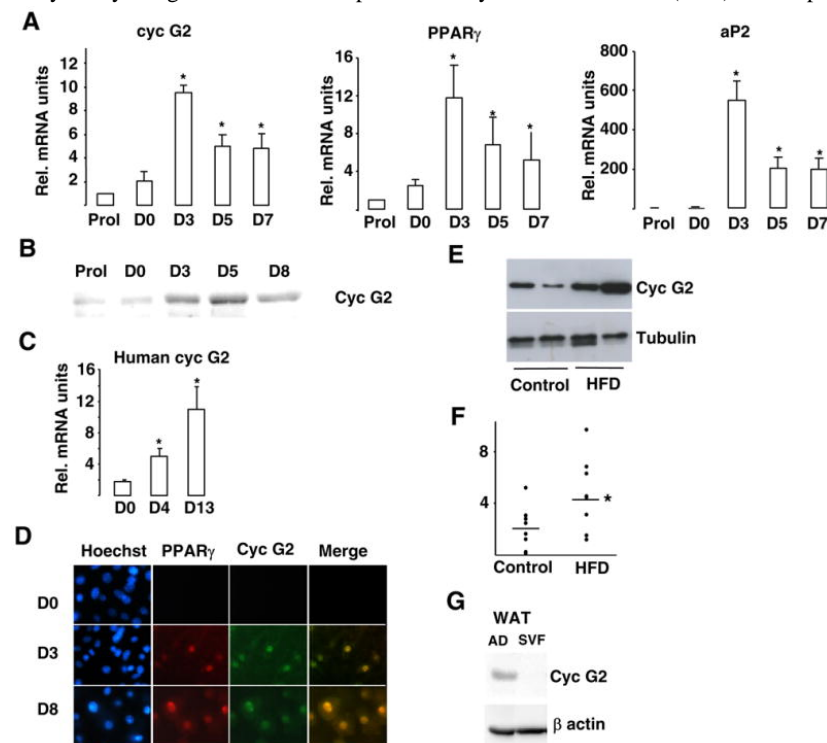 A
cyc G2
Rel. mRNA units
12
10
8
6
4
2
*
*
*
Prol D0 D3 D5 D7
PPARγ
Rel. mRNA units
16
12
8
4
*
*
*
Prol D0 D3 D5 D7
aP2
Rel. mRNA units
800
600
400
200
*
*
*
Prol D0 D3 D5 D7
B
Prol D0 D3 D5 D8
Cyc G2
C
Human cyc G2
Rel. mRNA units
16
12
8
4
*
*
D0 D4 D13
D
Hoechst PPARγ Cyc G2 Merge
D0
D3
D8
E
Cyc G2
Tubulin
Control HFD
F
8
4
*
Control HFD
G
WAT
AD SVF
Cyc G2
β actin